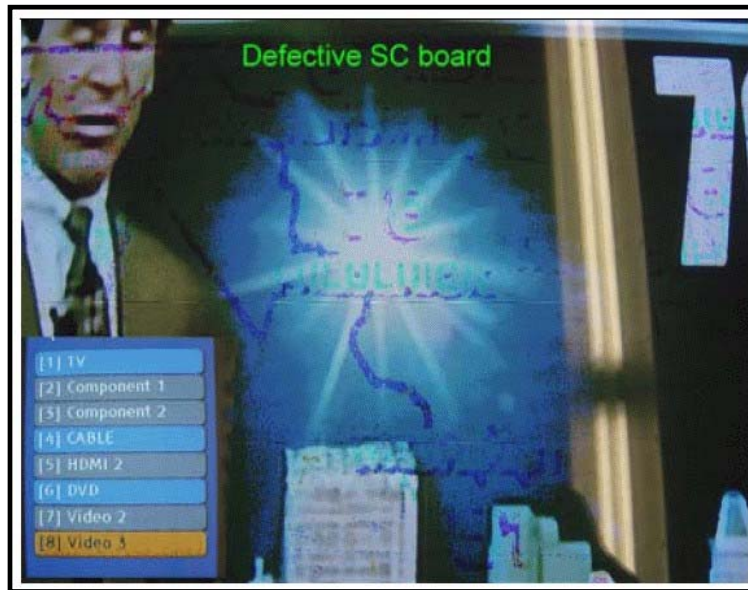 Defective SC board
7
[1] TV
[2] Component 1
[3] Component 2
[4] CABLE
[5] HDMI 2
[6] DVD
[7] Video 2
[8] Video 3